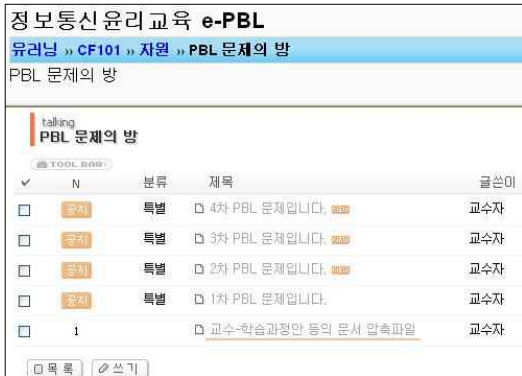 정보통신윤리교육 e-PBL
유러닝 » CF101 » 자원 » PBL 문제의 방
PBL 문제의 방
talking
PBL 문제의 방
TOOL BAR
N 분류 제목 글쓴이
공지 특별 4차 PBL 문제입니다. NEW 교수자
공지 특별 3차 PBL 문제입니다. NEW 교수자
공지 특별 2차 PBL 문제입니다. NEW 교수자
공지 특별 1차 PBL 문제입니다. 교수자
1 교수-학습과정안 등의 문서 압축파일 교수자
목록 쓰기